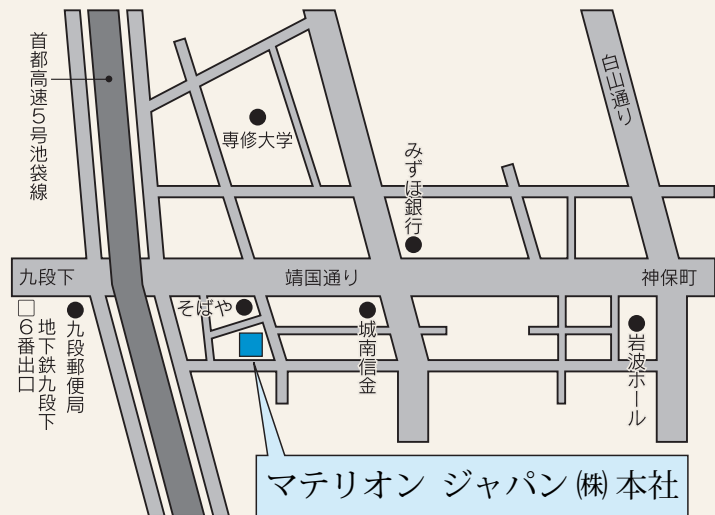 首都高速5号池袋線
白山通り
専修大学
みずほ銀行
九段下
靖国通り
神保町
□6番出口
地下鉄九段下
九段郵便局
そばや
城南信金
岩波ホール
マテリオン ジャパン㈱本社